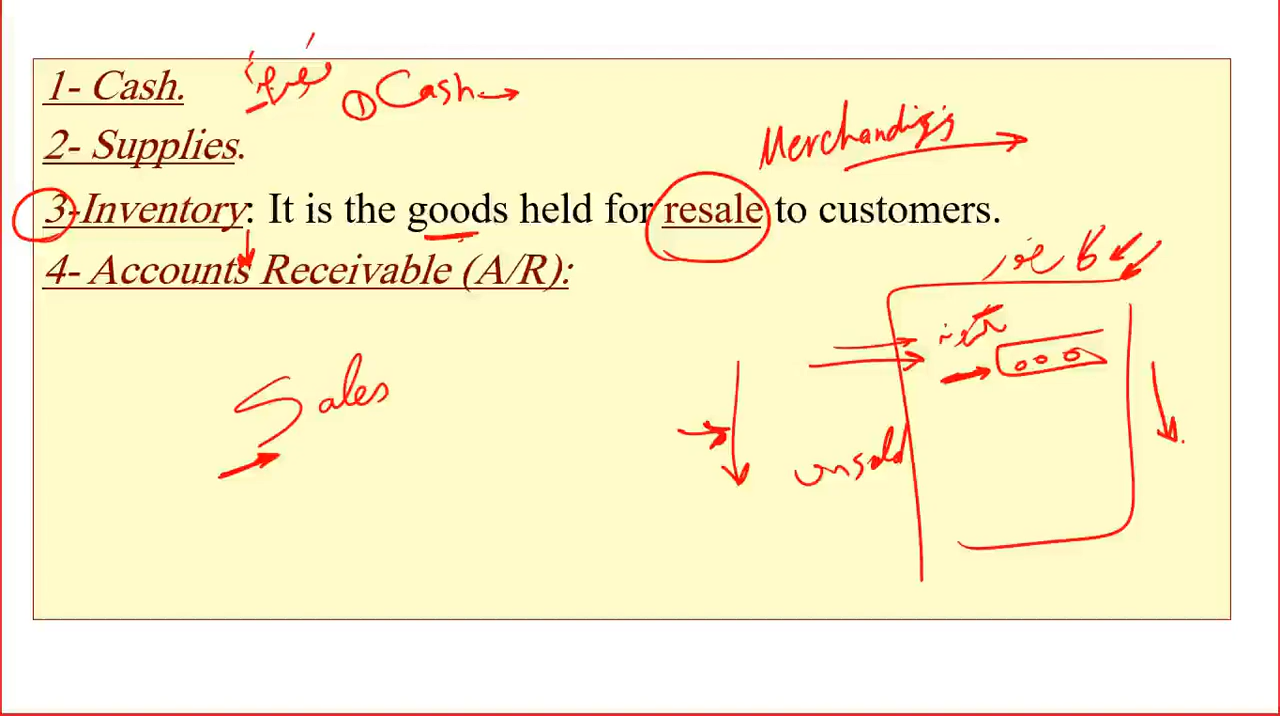 1- Cash.
① Cash
Merchandising
2- Supplies.
3-Inventory: It is the goods held for resale to customers.
4- Accounts Receivable (A/R):
Sales
unsold